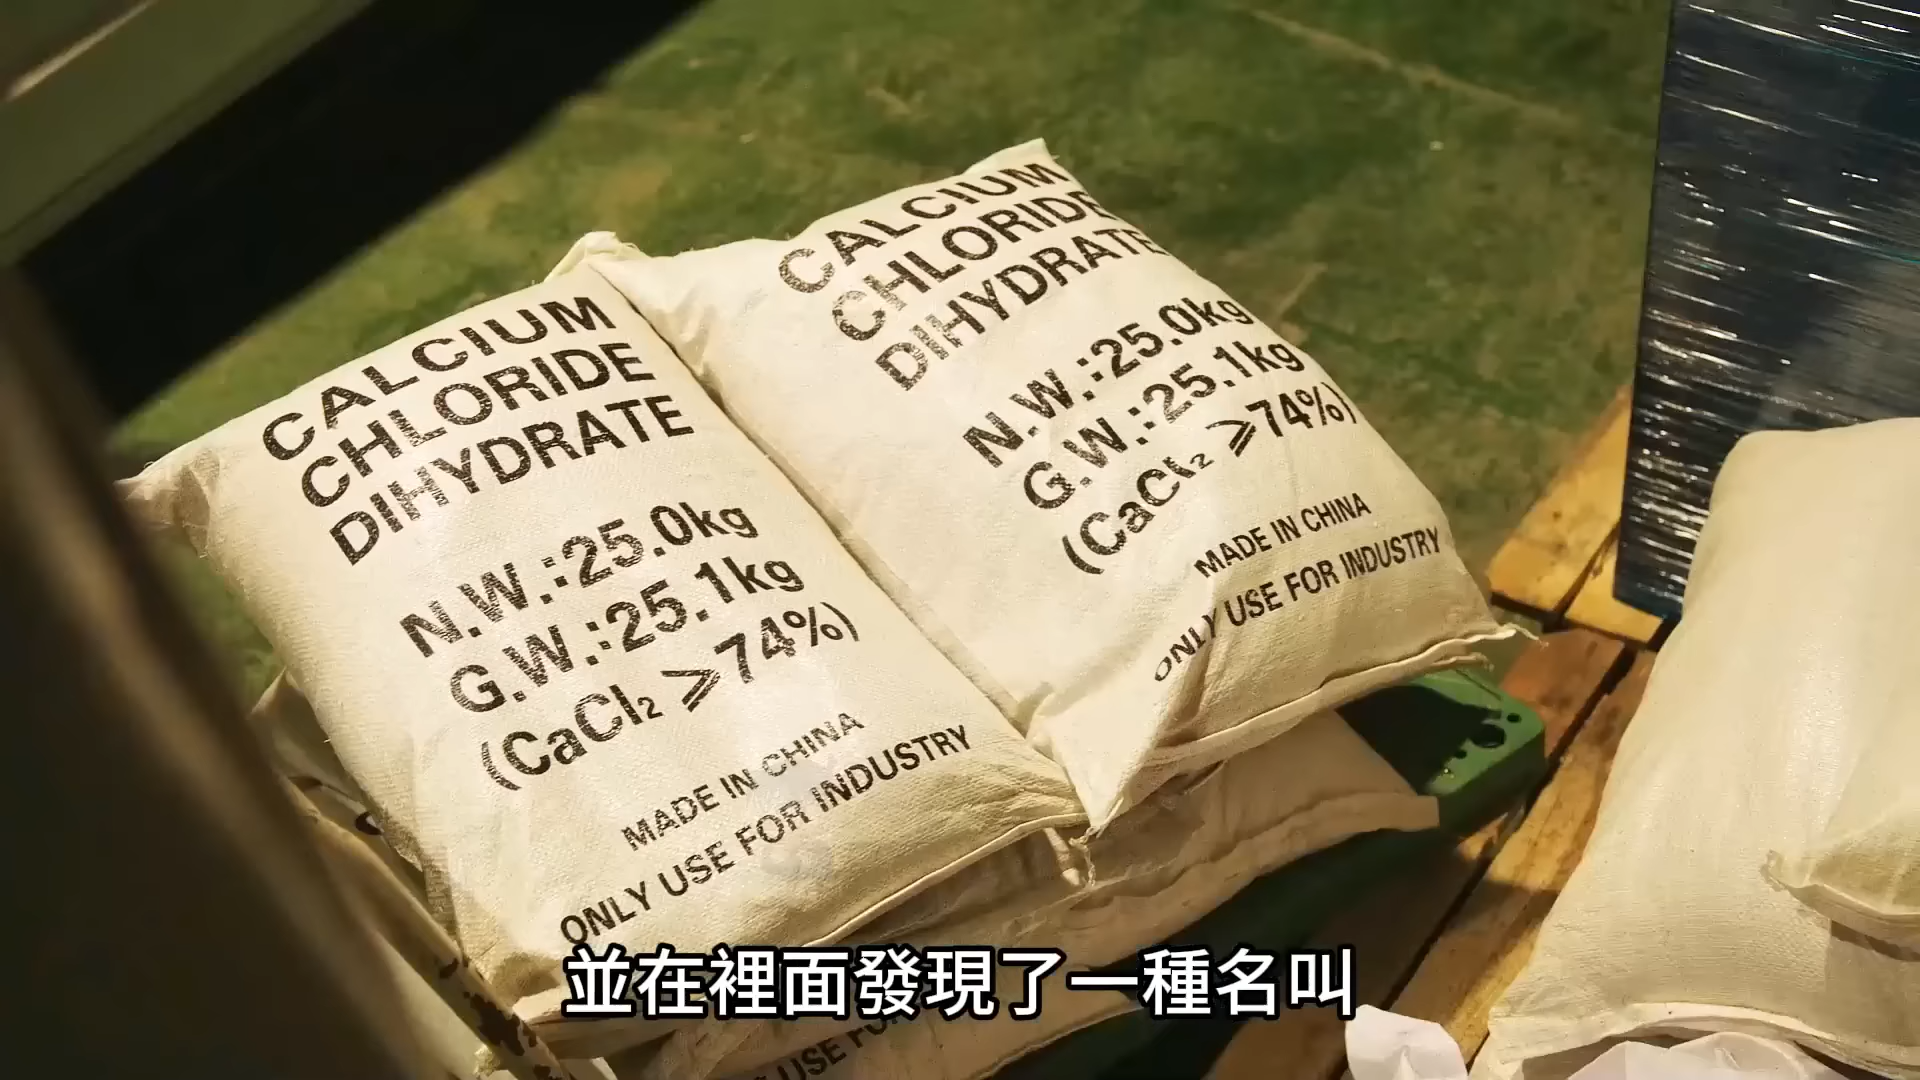 CALCIUM
CHLORIDE
DIHYDRATE
N.W.:25.0kg
G.W.:25.1kg
(CaCl₂ ⩾74%)
MADE IN CHINA
ONLY USE FOR INDUSTRY
CALCIUM
CHLORIDE
DIHYDRATE
N.W.:25.0kg
G.W.:25.1kg
(CaCl₂ ⩾74%)
MADE IN CHINA
ONLY USE FOR INDUSTRY
USE
並在裡面發現了一種名叫